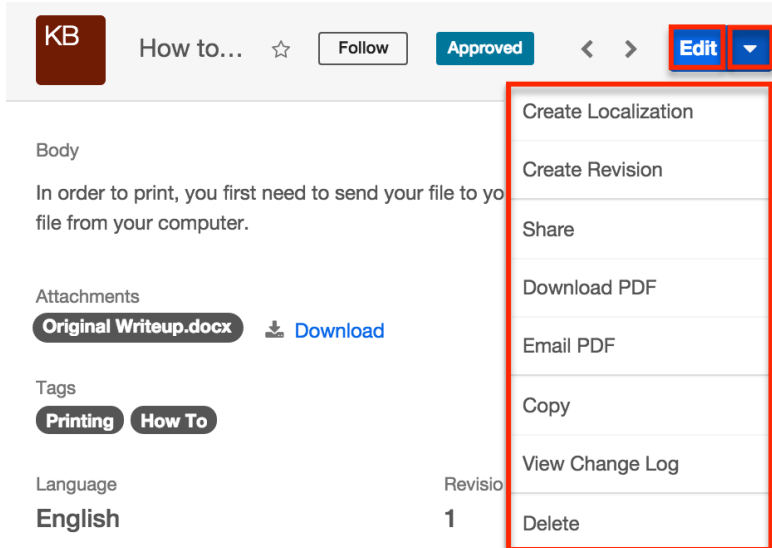 KB
How to...
Follow
Approved
Edit
Create Localization
Create Revision
Share
Download PDF
Email PDF
Copy
View Change Log
Delete
Body
In order to print, you first need to send your file to
file from your computer.
Attachments
Original Writeup.docx
Download
Tags
Printing
How To
Language
English
1